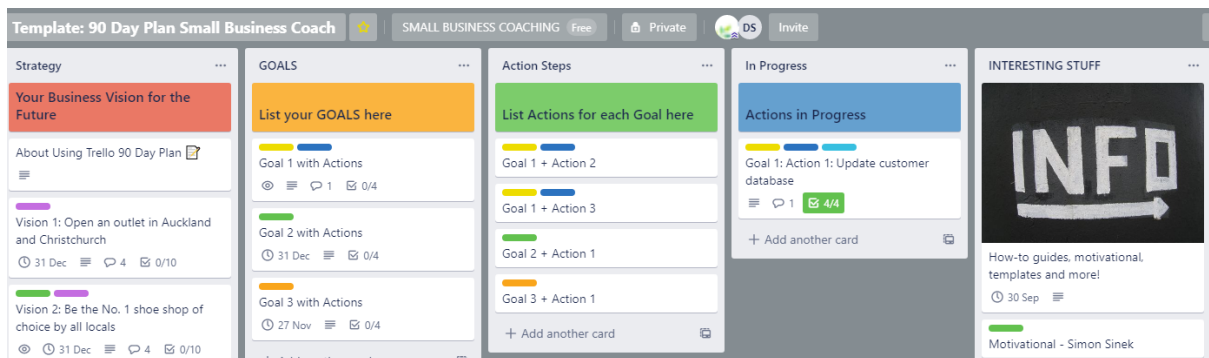 Template: 90 Day Plan Small Business Coach
SMALL BUSINESS COACHING Free
Private
DS
Invite
Strategy
Your Business Vision for the
Future
About Using Trello 90 Day Plan
Vision 1: Open an outlet in Auckland
and Christchurch
31 Dec 4 0/10
Vision 2: Be the No. 1 shoe shop of
choice by all locals
31 Dec 4 0/10
GOALS
List your GOALS here
Goal 1 with Actions
1 0/4
Goal 2 with Actions
31 Dec 0/4
Goal 3 with Actions
27 Nov 0/4
Action Steps
List Actions for each Goal here
Goal 1 + Action 2
Goal 1 + Action 3
Goal 2 + Action 1
Goal 3 + Action 1
+ Add another card
In Progress
Actions in Progress
Goal 1: Action 1: Update customer
database
1 4/4
+ Add another card
INTERESTING STUFF
INFO
How-to guides, motivational,
templates and more!
30 Sep
Motivational - Simon Sinek